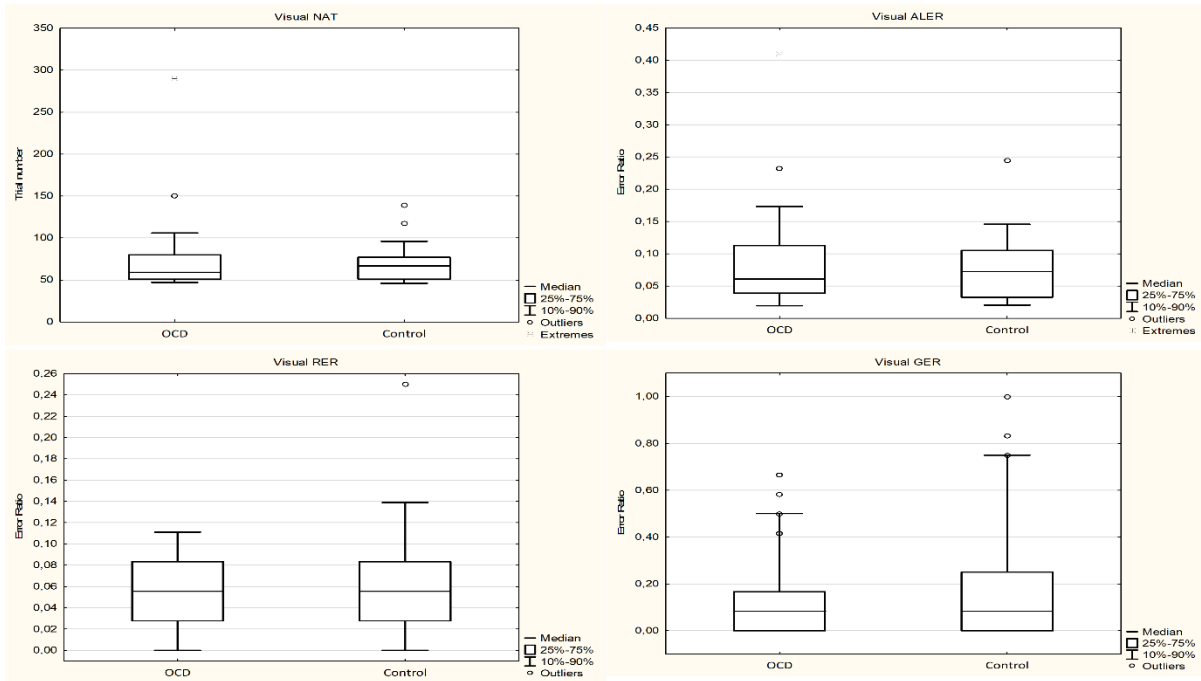 Visual NAT
350
300
250
200
150
100
50
0
Trial number
OCD
Control
Median
25%-75%
10%-90%
Outliers
Extremes
Visual ALER
0,45
0,40
0,35
0,30
0,25
0,20
0,15
0,10
0,05
0,00
Error Ratio
OCD
Control
Median
25%-75%
10%-90%
Outliers
Extremes
Visual RER
0,26
0,24
0,22
0,20
0,18
0,16
0,14
0,12
0,10
0,08
0,06
0,04
0,02
0,00
Error Ratio
OCD
Control
Median
25%-75%
10%-90%
Outliers
Visual GER
1,00
0,80
0,60
0,40
0,20
0,00
Error Ratio
OCD
Control
Median
25%-75%
10%-90%
Outliers